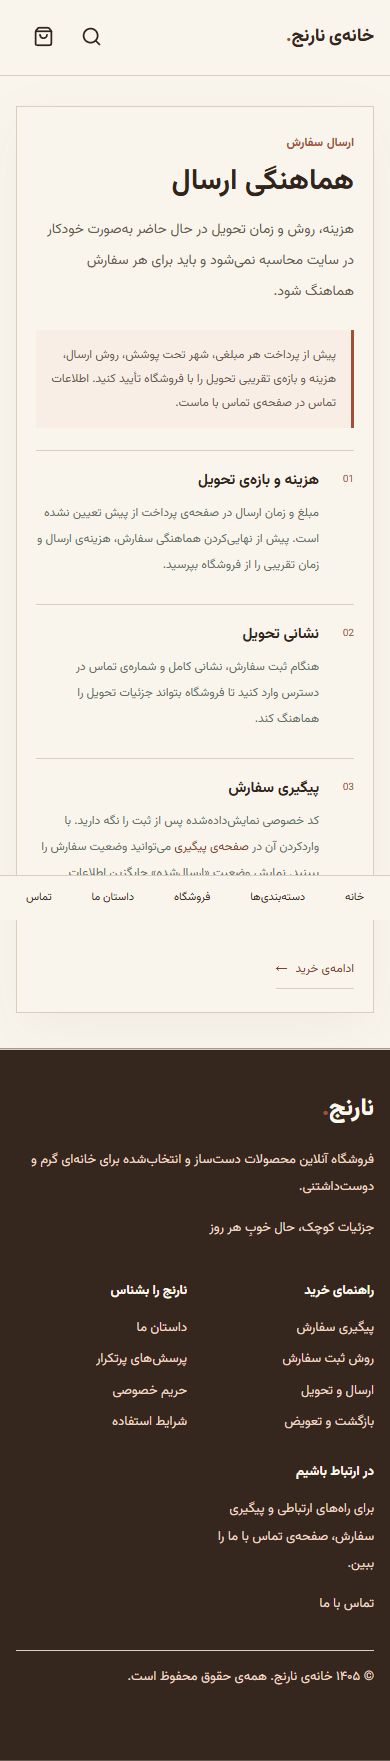 خانه‌ی نارنج.
ارسال سفارش
هماهنگی ارسال
هزینه، روش و زمان تحویل در حال حاضر به‌صورت خودکار
در سایت محاسبه نمی‌شود و باید برای هر سفارش
هماهنگ شود.
پیش از پرداخت هر مبلغی، شهر تحت پوشش، روش ارسال،
هزینه و بازه‌ی تقریبی تحویل را با فروشگاه تأیید کنید. اطلاعات
تماس در صفحه‌ی تماس با ماست.
01
هزینه و بازه‌ی تحویل
مبلغ و زمان ارسال در صفحه‌ی پرداخت از پیش تعیین نشده
است. پیش از نهایی‌کردن هماهنگی سفارش، هزینه‌ی ارسال و
زمان تقریبی را از فروشگاه بپرسید.
02
نشانی تحویل
هنگام ثبت سفارش، نشانی کامل و شماره‌ی تماس در
دسترس وارد کنید تا فروشگاه بتواند جزئیات تحویل را
هماهنگ کند.
03
پیگیری سفارش
کد خصوصی نمایش‌داده‌شده پس از ثبت را نگه دارید. با
واردکردن آن در صفحه‌ی پیگیری می‌توانید وضعیت سفارش را
ببینید. نمایش وضعیت «ارسال‌شده» جایگزین اطلاعات
خانه
دسته‌بندی‌ها
فروشگاه
داستان ما
تماس
ادامه‌ی خرید ←
نارنج.
فروشگاه آنلاین محصولات دست‌ساز و انتخاب‌شده برای خانه‌ای گرم و
دوست‌داشتنی.
جزئیات کوچک، حال خوبِ هر روز
راهنمای خرید
پیگیری سفارش
روش ثبت سفارش
ارسال و تحویل
بازگشت و تعویض
نارنج را بشناس
داستان ما
پرسش‌های پرتکرار
حریم خصوصی
شرایط استفاده
در ارتباط باشیم
برای راه‌های ارتباطی و پیگیری
سفارش، صفحه‌ی تماس با ما را
ببین.
تماس با ما
© ۱۴۰۵ خانه‌ی نارنج. همه‌ی حقوق محفوظ است.